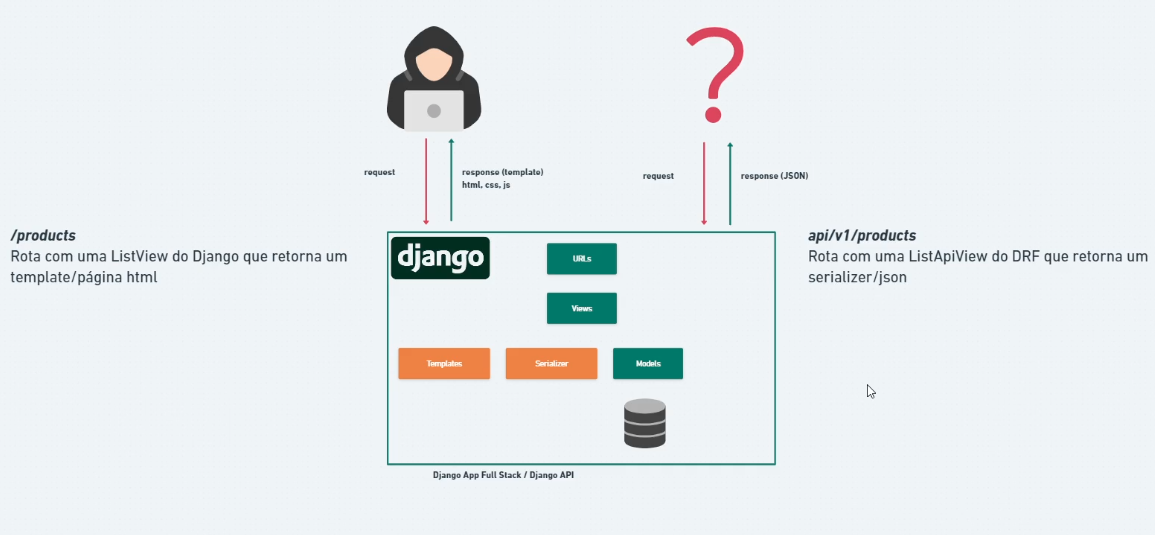 request
response (template)
html, css, js
request
response (JSON)
/products
Rota com uma ListView do Django que retorna um
template/página html
api/v1/products
Rota com uma ListApiView do DRF que retorna um
serializer/json
django
URLs
Views
Templates
Serializer
Models
Django App Full Stack / Django API